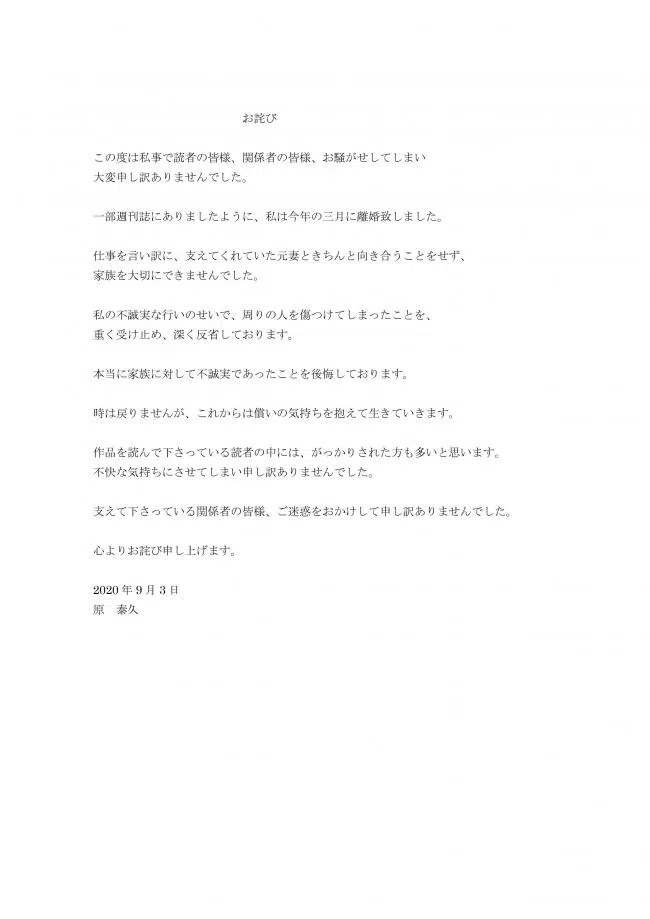 お詫び
この度は私事で読者の皆様、関係者の皆様、お騒がせしてしまい
大変申し訳ありませんでした。
一部週刊誌にありましたように、私は今年の三月に離婚致しました。
仕事を言い訳に、支えてくれていた元妻ときちんと向き合うことをせず、
家族を大切にできませんでした。
私の不誠実な行いのせいで、周りの人を傷つけてしまったことを、
重く受け止め、深く反省しております。
本当に家族に対して不誠実であったことを後悔しております。
時は戻りませんが、これからは償いの気持ちを抱えて生きていきます。
作品を読んで下さっている読者の中には、がっかりされた方も多いと思います。
不快な気持ちにさせてしまい申し訳ありませんでした。
支えて下さっている関係者の皆様、ご迷惑をおかけして申し訳ありませんでした。
心よりお詫び申し上げます。
2020 年 9 月 3 日
原　泰久